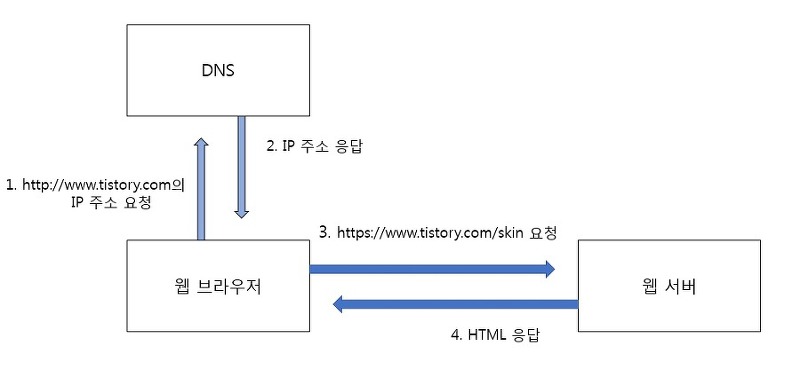 DNS
2. IP 주소 응답
1. http://www.tistory.com의
IP 주소 요청
3. https://www.tistory.com/skin 요청
웹 브라우저
웹 서버
4. HTML 응답